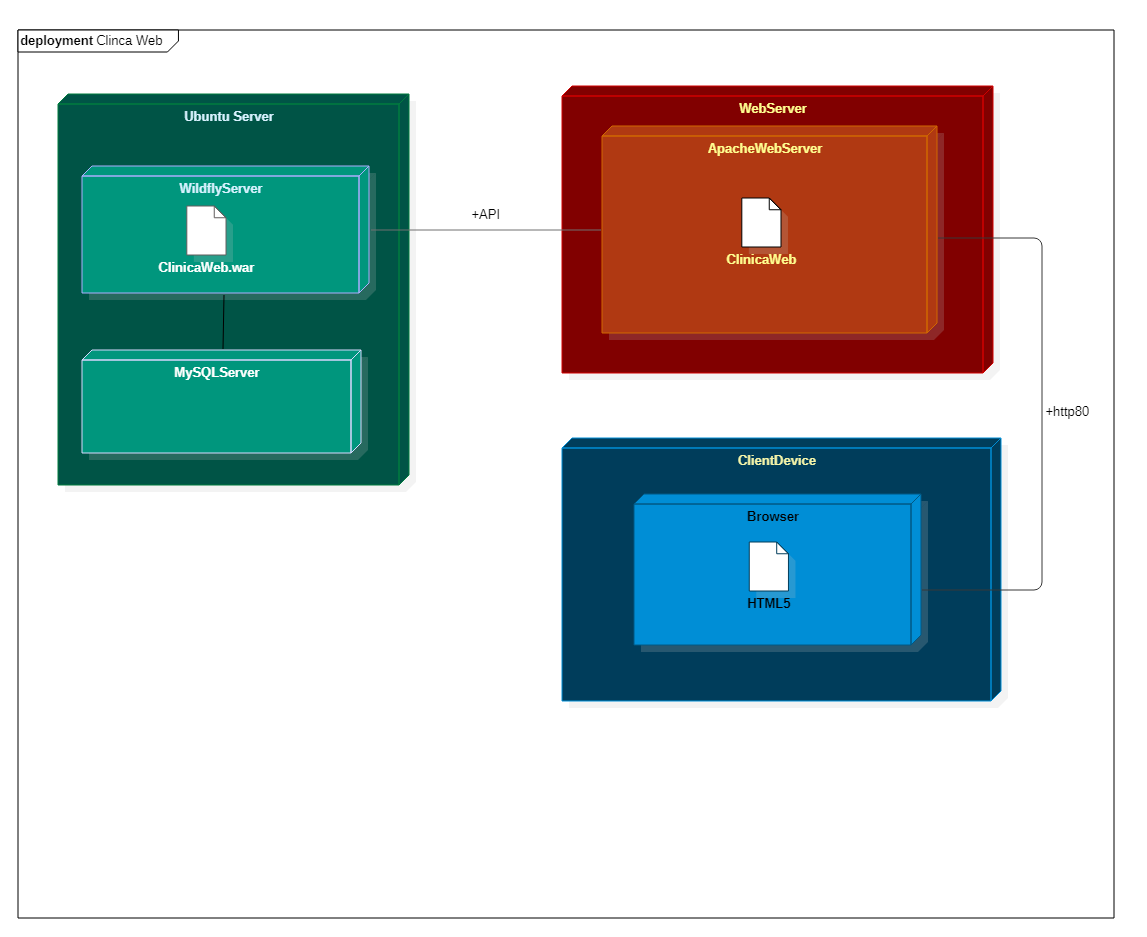 deployment Clinca Web
Ubuntu Server
WildflyServer
ClinicaWeb.war
MySQLServer
+API
WebServer
ApacheWebServer
ClinicaWeb
+http80
ClientDevice
Browser
HTML5